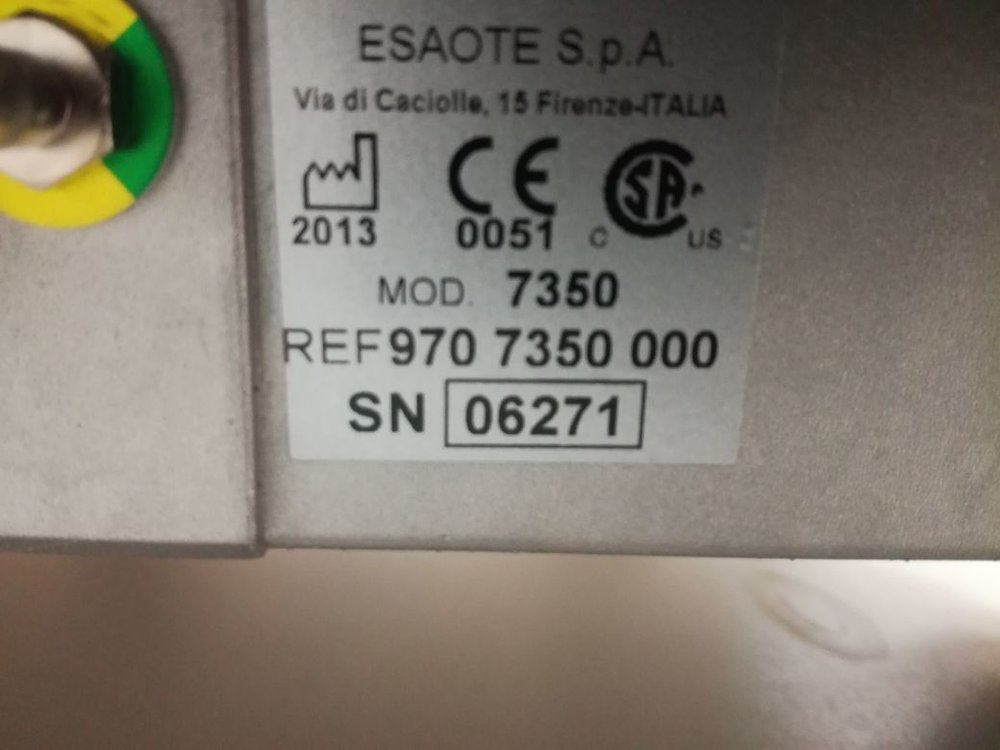 ESAOTE S.p.A.
Via di Caciolle, 15 Firenze-ITALIA
CE SA
2013 0051 C US
MOD. 7350
REF 970 7350 000
SN 06271